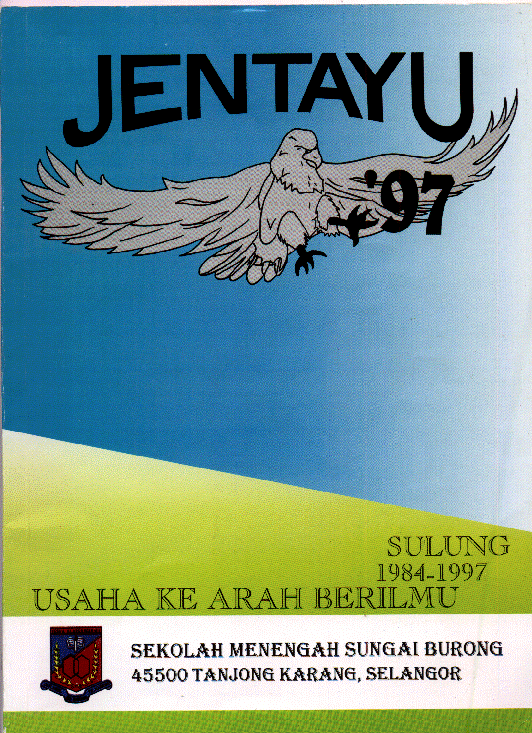 JENTAYU
'97
SULUNG
1984-1997
USAHA KE ARAH BERILMU
SEKOLAH MENENGAH SUNGAI BURONG
45500 TANJONG KARANG, SELANGOR